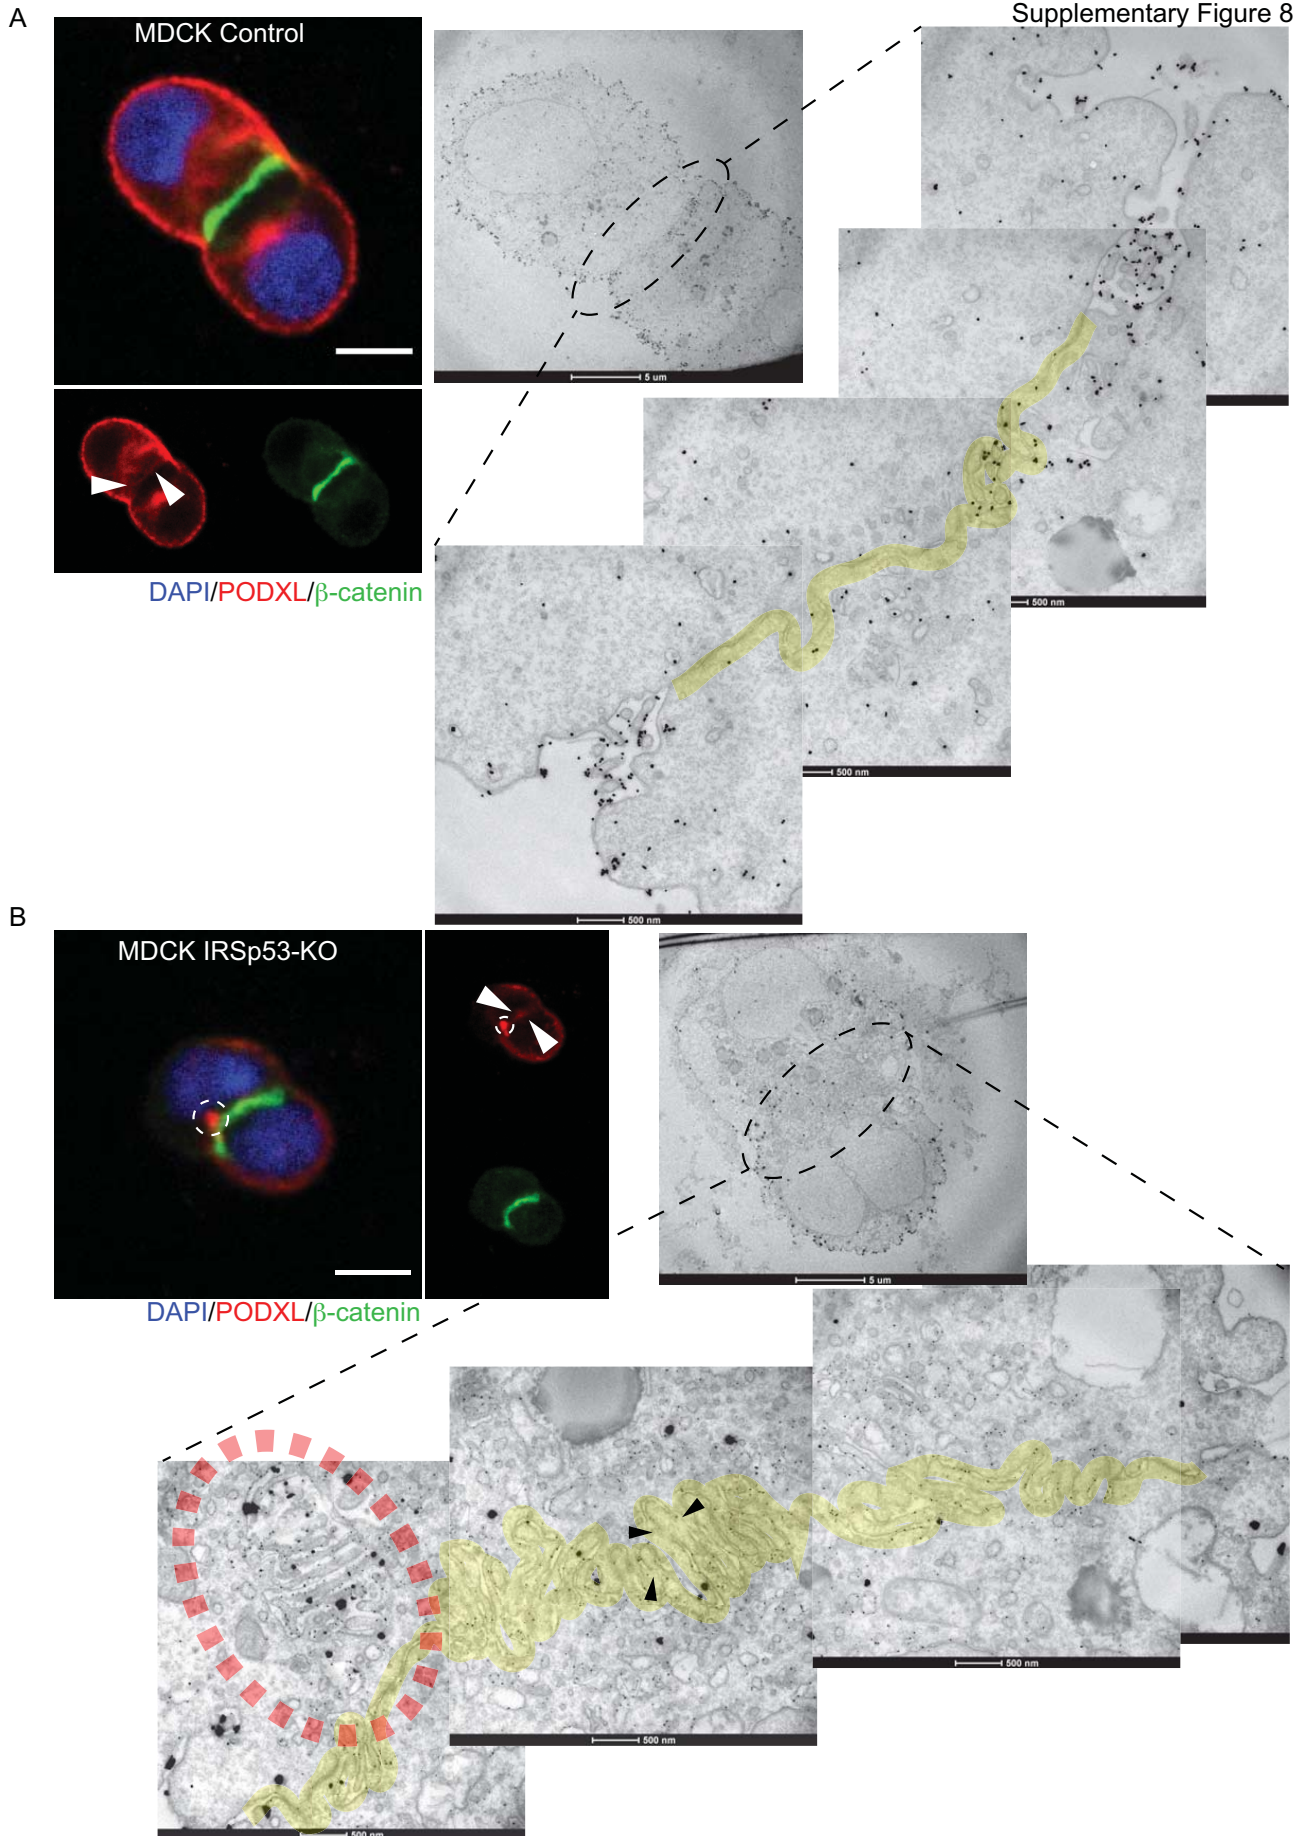 Supplementary Figure 8
A
MDCK Control
5 um
500 nm
500 nm
500 nm
DAPI/PODXL/β-catenin
B
MDCK IRSp53-KO
5 um
DAPI/PODXL/β-catenin
500 nm
500 nm
500 nm